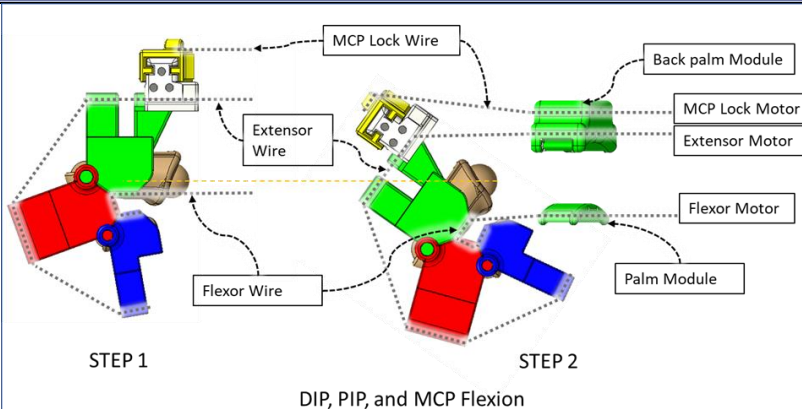 MCP Lock Wire
Back palm Module
MCP Lock Motor
Extensor
Wire
Extensor Motor
Flexor Motor
Flexor Wire
Palm Module
STEP 1
STEP 2
DIP, PIP, and MCP Flexion